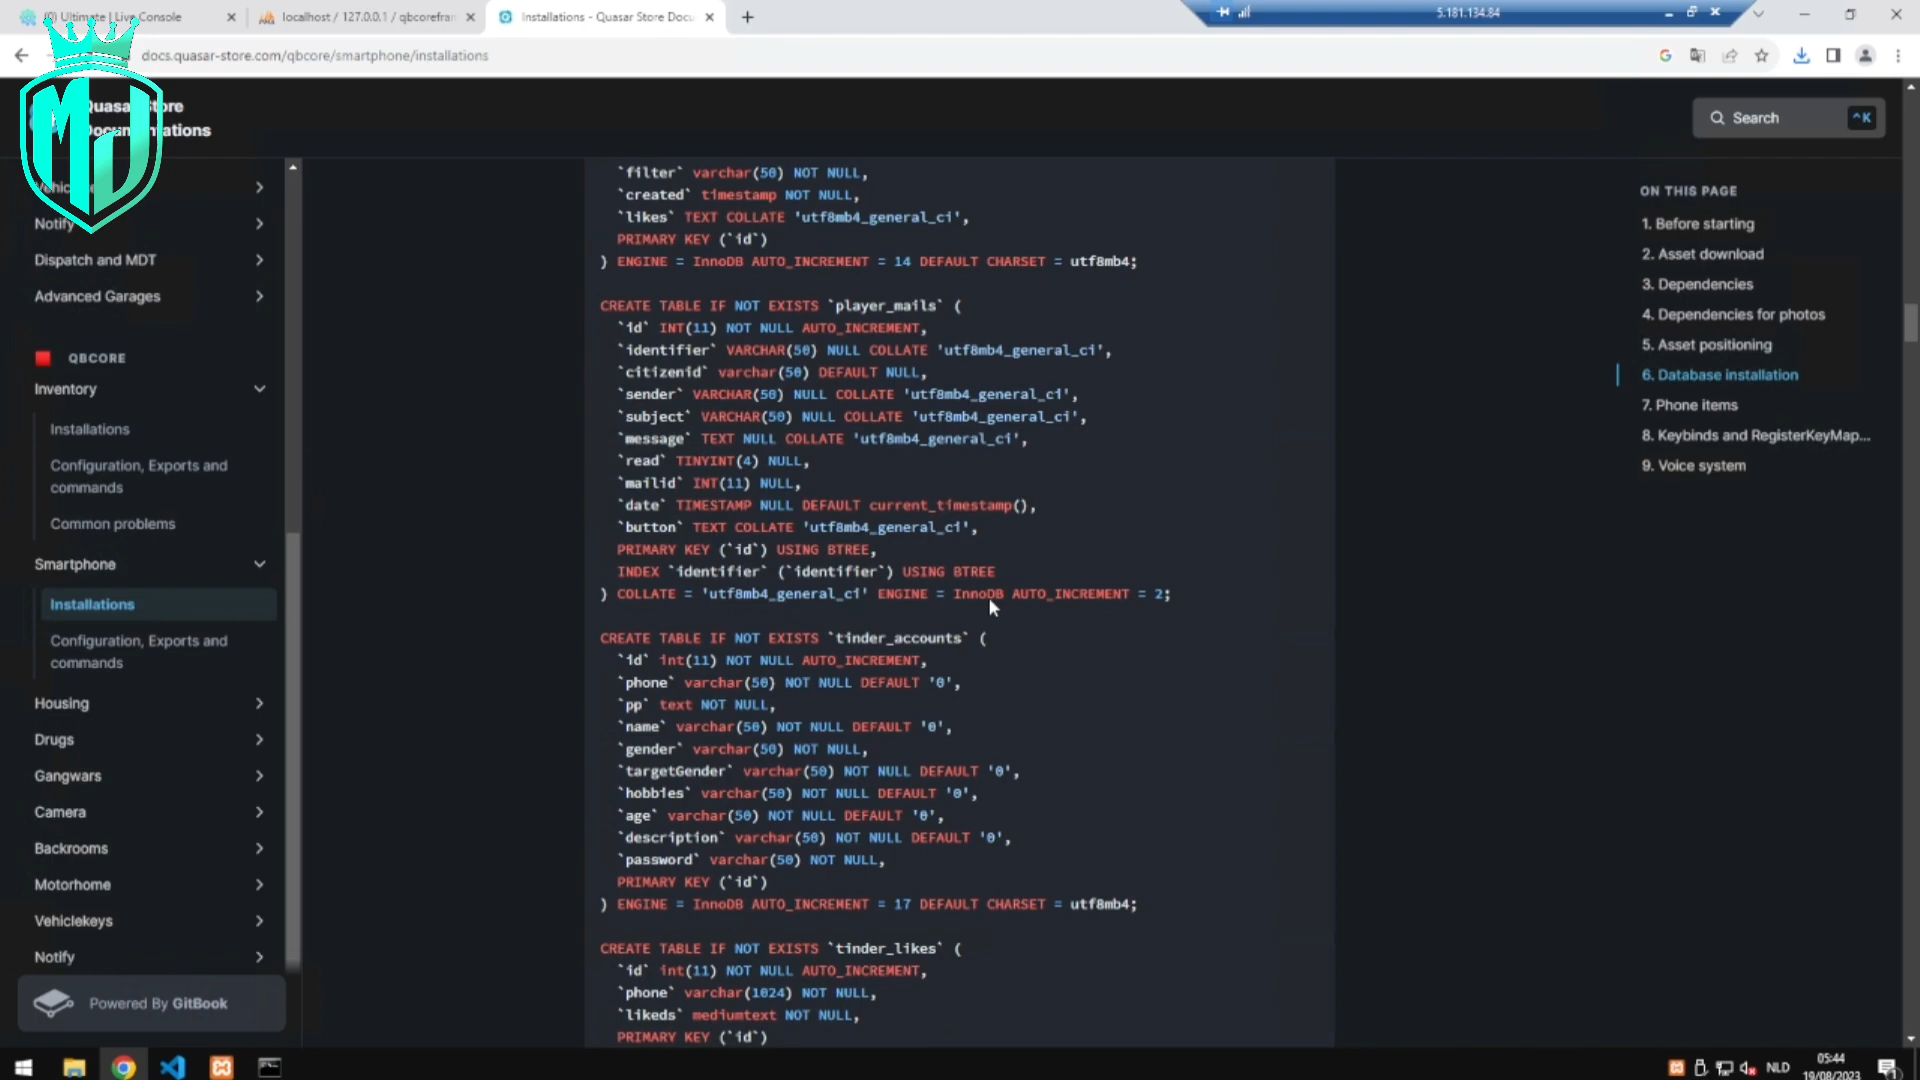 (0) Ultimate | Live Console
localhost / 127.0.0.1 / qbcorefran
Installations - Quasar Store Docu
5.181.134.84
docs.quasar-store.com/qbcore/smartphone/installations
Quasar Store
Documentations
Search
^K
Notify
Dispatch and MDT
Advanced Garages
QBCORE
Inventory
Installations
Configuration, Exports and
commands
Common problems
Smartphone
Installations
Configuration, Exports and
commands
Housing
Drugs
Gangwars
Camera
Backrooms
Motorhome
Vehiclekeys
Notify
Powered By GitBook
`filter` varchar(50) NOT NULL,
`created` timestamp NOT NULL,
`likes` TEXT COLLATE 'utf8mb4_general_ci',
PRIMARY KEY (`id`)
) ENGINE = InnoDB AUTO_INCREMENT = 14 DEFAULT CHARSET = utf8mb4;
CREATE TABLE IF NOT EXISTS `player_mails` (
`id` INT(11) NOT NULL AUTO_INCREMENT,
`identifier` VARCHAR(50) NULL COLLATE 'utf8mb4_general_ci',
`citizenid` varchar(50) DEFAULT NULL,
`sender` VARCHAR(50) NULL COLLATE 'utf8mb4_general_ci',
`subject` VARCHAR(50) NULL COLLATE 'utf8mb4_general_ci',
`message` TEXT NULL COLLATE 'utf8mb4_general_ci',
`read` TINYINT(4) NULL,
`mailid` INT(11) NULL,
`date` TIMESTAMP NULL DEFAULT current_timestamp(),
`button` TEXT COLLATE 'utf8mb4_general_ci',
PRIMARY KEY (`id`) USING BTREE,
INDEX `identifier` (`identifier`) USING BTREE
) COLLATE = 'utf8mb4_general_ci' ENGINE = InnoDB AUTO_INCREMENT = 2;
CREATE TABLE IF NOT EXISTS `tinder_accounts` (
`id` int(11) NOT NULL AUTO_INCREMENT,
`phone` varchar(50) NOT NULL DEFAULT '0',
`pp` text NOT NULL,
`name` varchar(50) NOT NULL DEFAULT '0',
`gender` varchar(50) NOT NULL,
`targetGender` varchar(50) NOT NULL DEFAULT '0',
`hobbies` varchar(50) NOT NULL DEFAULT '0',
`age` varchar(50) NOT NULL DEFAULT '0',
`description` varchar(50) NOT NULL DEFAULT '0',
`password` varchar(50) NOT NULL,
PRIMARY KEY (`id`)
) ENGINE = InnoDB AUTO_INCREMENT = 17 DEFAULT CHARSET = utf8mb4;
CREATE TABLE IF NOT EXISTS `tinder_likes` (
`id` int(11) NOT NULL AUTO_INCREMENT,
`phone` varchar(1024) NOT NULL,
`likeds` mediumtext NOT NULL,
PRIMARY KEY (`id`)
ON THIS PAGE
1. Before starting
2. Asset download
3. Dependencies
4. Dependencies for photos
5. Asset positioning
6. Database installation
7. Phone items
8. Keybinds and RegisterKeyMap...
9. Voice system
NLD
05:44
19/08/2023